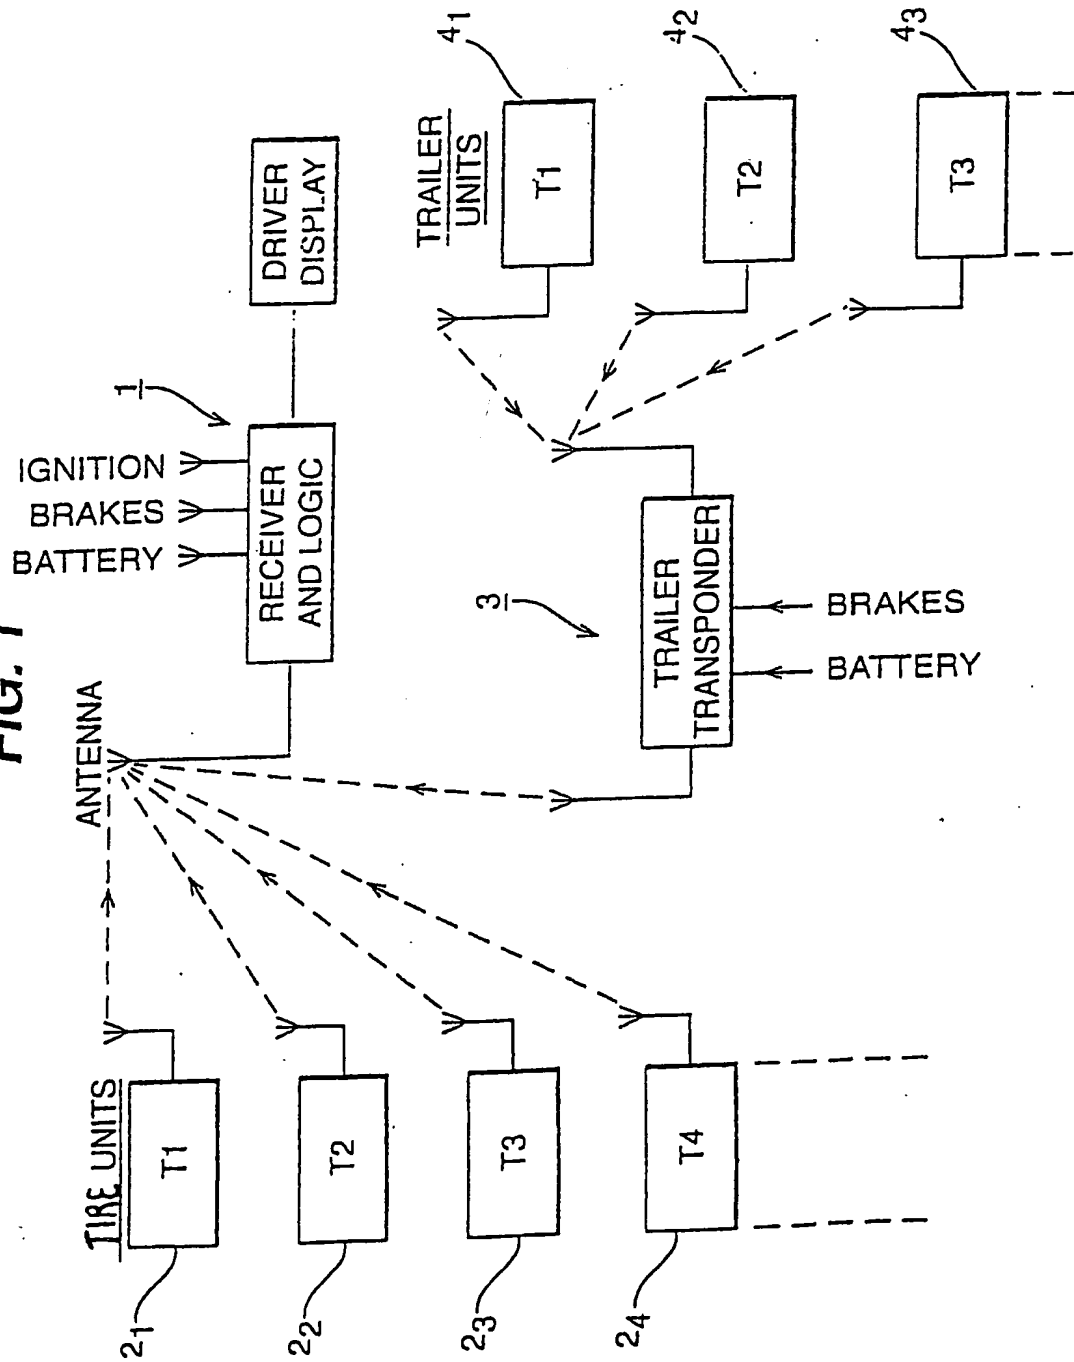 FIG. 1
TIRE UNITS
T1
T2
T3
T4
21
22
23
24
ANTENNA
IGNITION
BRAKES
BATTERY
1
RECEIVER
AND LOGIC
DRIVER
DISPLAY
3
TRAILER
TRANSPONDER
BRAKES
BATTERY
TRAILER
UNITS
T1
T2
T3
41
42
43